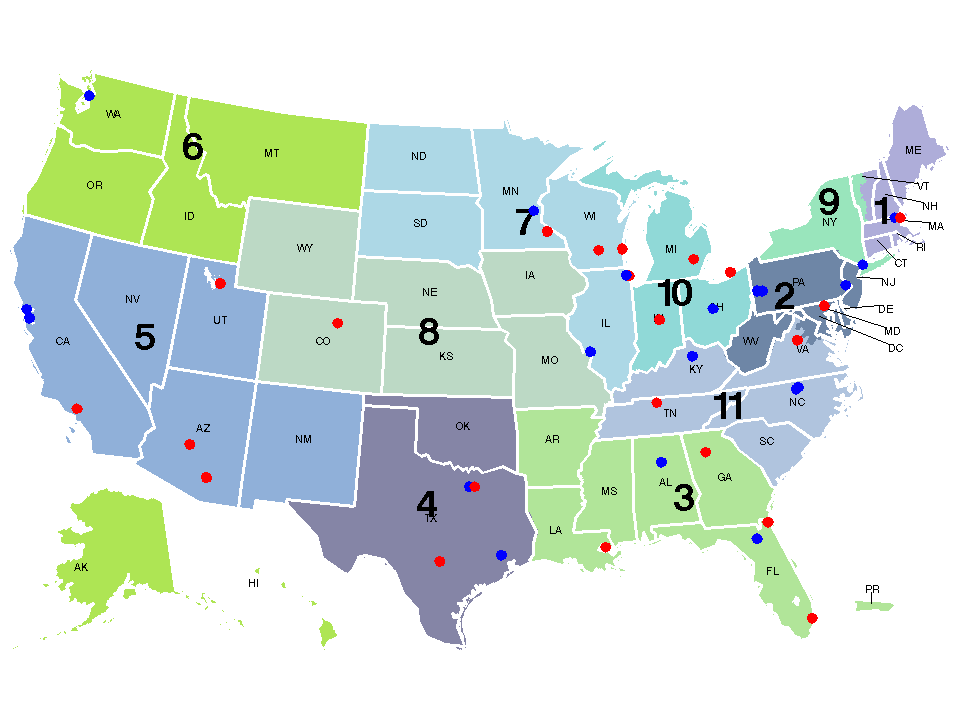 WA
6
MT
ND
ME
OR
ID
MN
7
SD
WI
MI
9
NY
1
VT
NH
MA
RI
CT
WY
NV
5
UT
CA
NE
IA
8
CO
KS
IL
10
H
PA
2
NJ
DE
MD
DC
WV
VA
MO
KY
AZ
NM
OK
AR
TN
11
NC
SC
4
TX
MS
AL
3
GA
LA
FL
AK
HI
PR